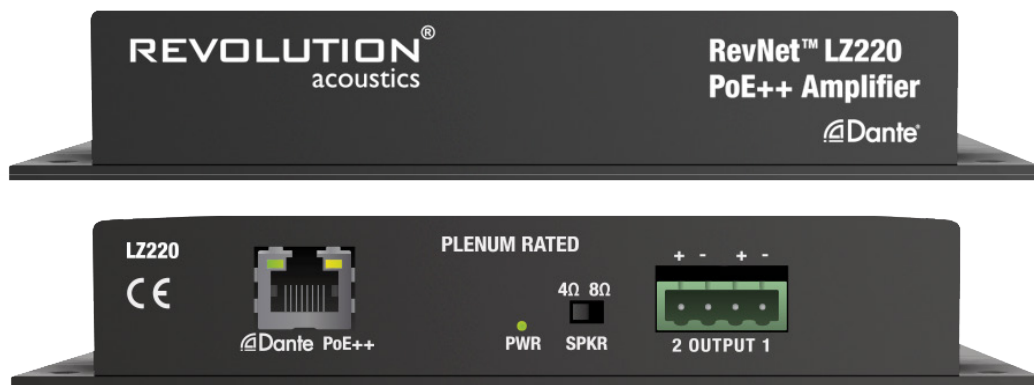 REVOLUTION®
acoustics
RevNet™ LZ220
PoE++ Amplifier
Dante®
LZ220
CE
PLENUM RATED
+ - + -
4Ω 8Ω
Dante PoE++
PWR
SPKR
2 OUTPUT 1